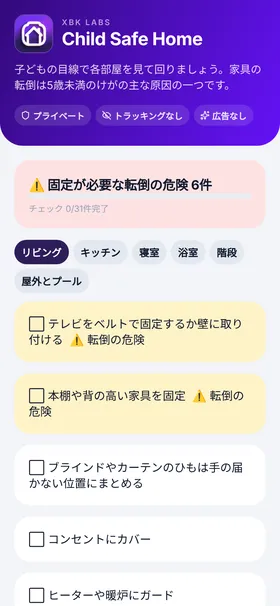 XBK LABS
Child Safe Home
子どもの目線で各部屋を見て回りましょう。家具の
転倒は5歳未満のけがの主な原因の一つです。
プライベート
トラッキングなし
広告なし
⚠️ 固定が必要な転倒の危険 6件
チェック 0/31件完了
リビング
キッチン
寝室
浴室
階段
屋外とプール
テレビをベルトで固定するか壁に取り
付ける ⚠️ 転倒の危険
本棚や背の高い家具を固定 ⚠️ 転倒の
危険
ブラインドやカーテンのひもは手の届
かない位置にまとめる
コンセントにカバー
ヒーターや暖炉にガード